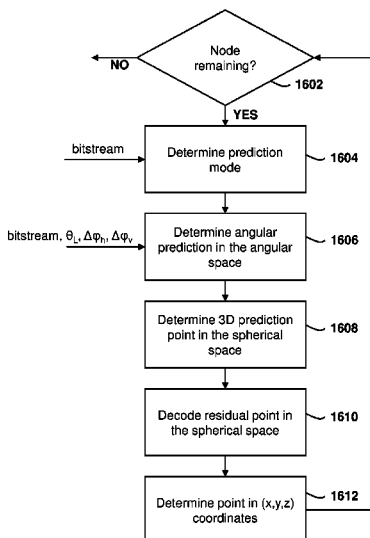 Node
remaining?
NO
1602
YES
bitstream
Determine prediction
mode
1604
bitstream, θL, Δφh, Δφv
Determine angular
prediction in the angular
space
1606
Determine 3D prediction
point in the spherical
space
1608
Decode residual point in
the spherical space
1610
Determine point in (x,y,z)
coordinates
1612